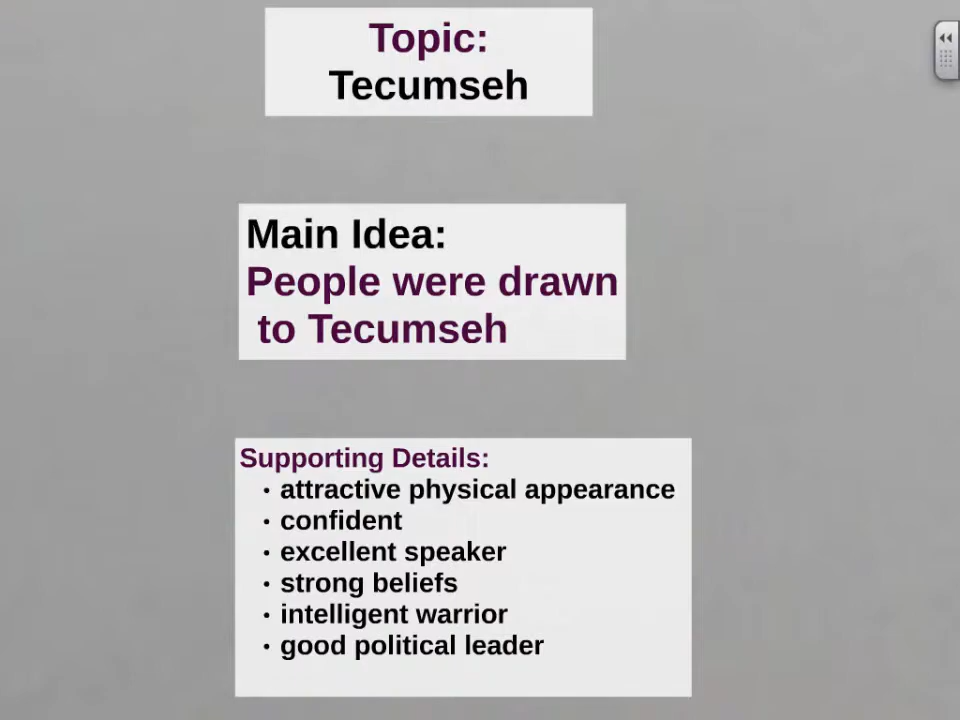 Topic:
Tecumseh
Main Idea:
People were drawn
to Tecumseh
Supporting Details:
• attractive physical appearance
• confident
• excellent speaker
• strong beliefs
• intelligent warrior
• good political leader